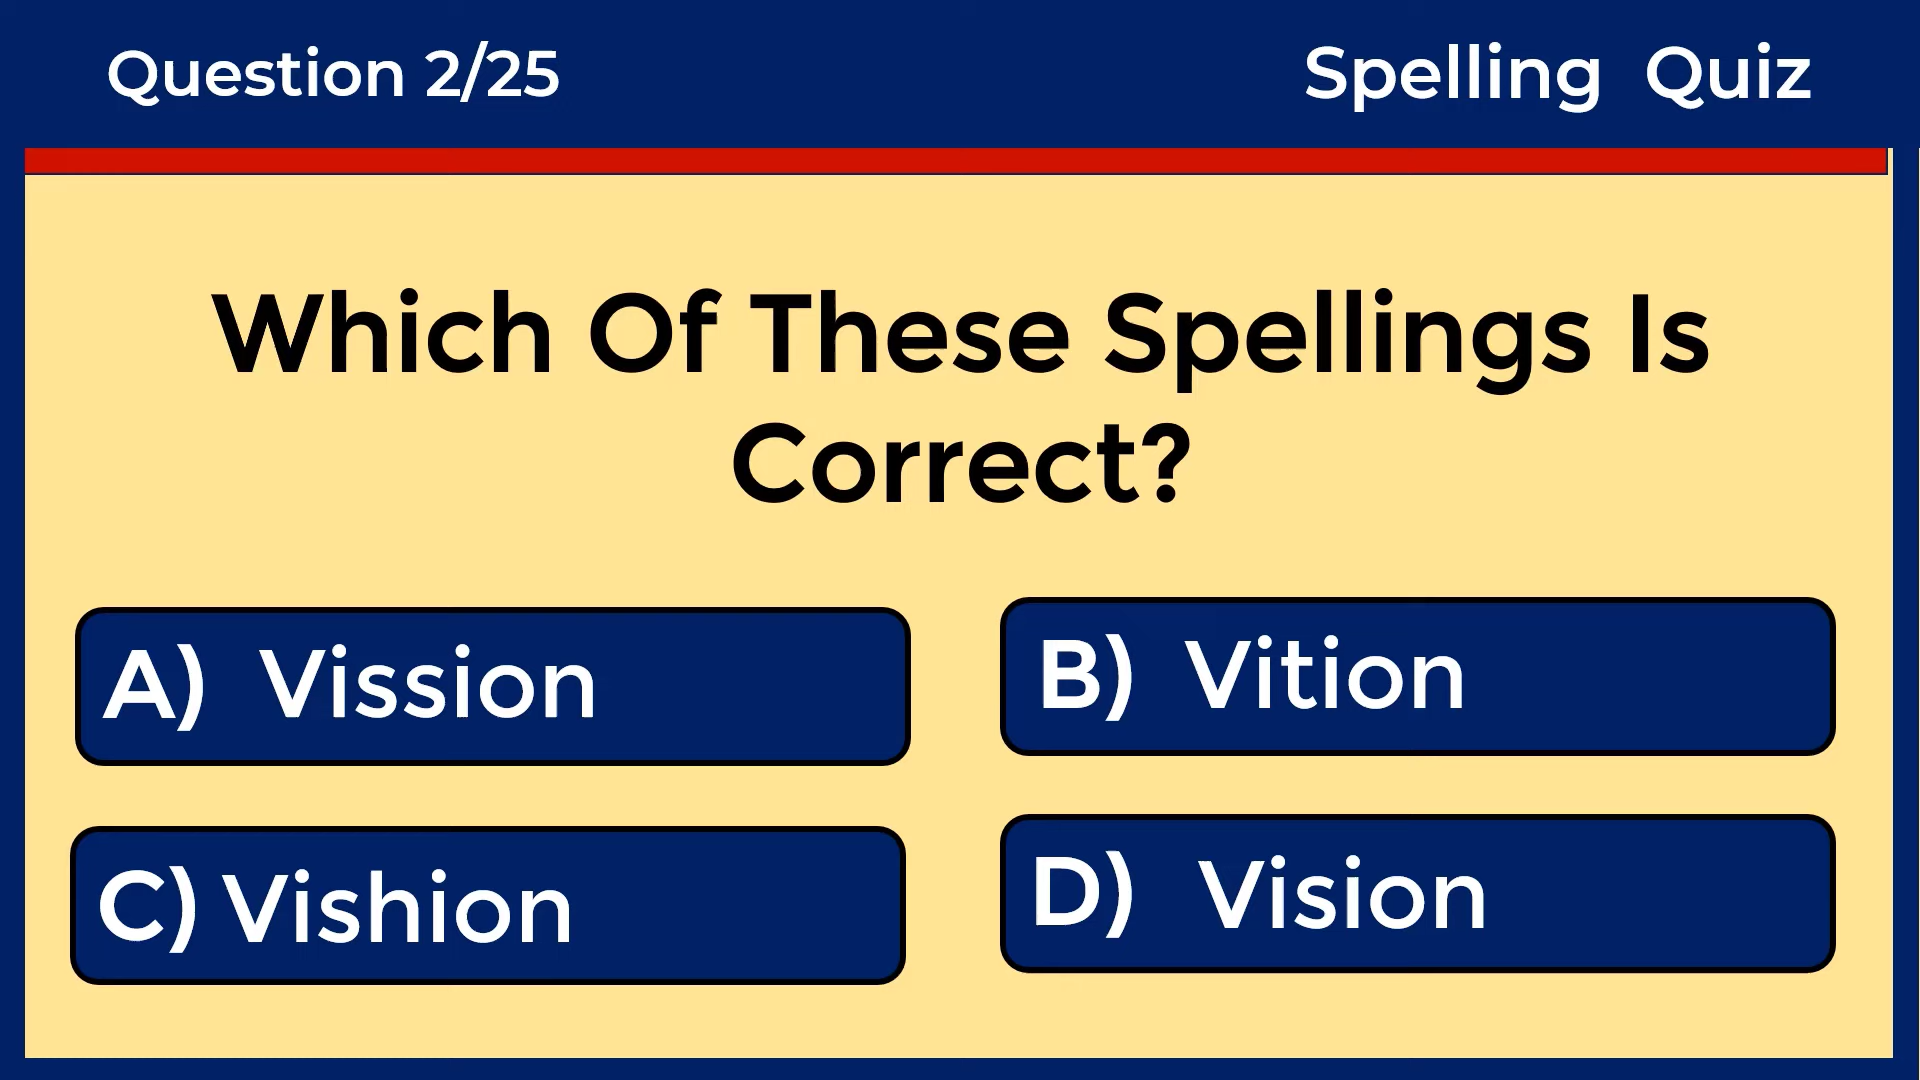 Question 2/25
Spelling Quiz
Which Of These Spellings Is
Correct?
A) Vission
B) Vition
C) Vishion
D) Vision